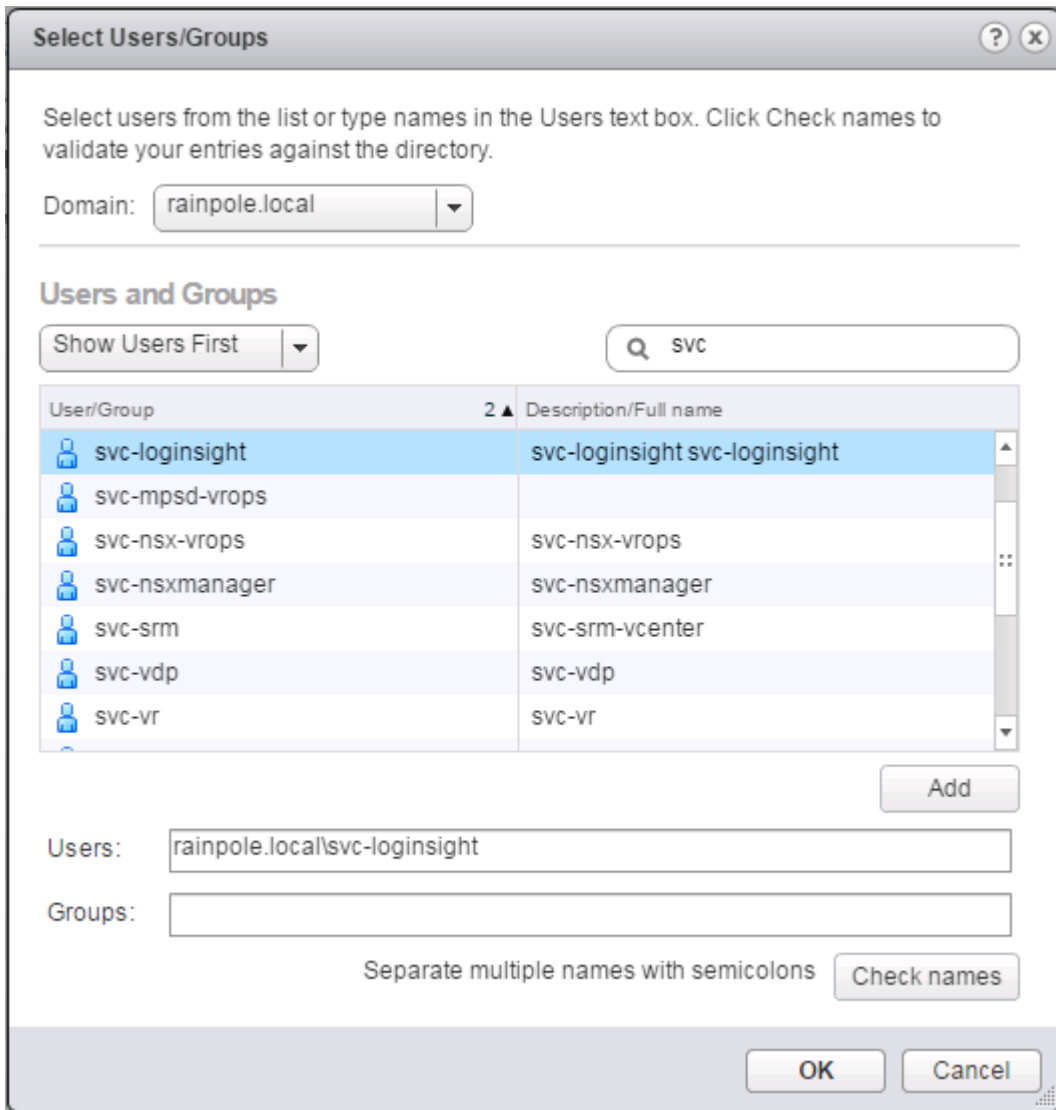 Select Users/Groups
Select users from the list or type names in the Users text box. Click Check names to
validate your entries against the directory.
Domain: rainpole.local
Users and Groups
Show Users First svc
User/Group 2 Description/Full name
svc-loginsight svc-loginsight svc-loginsight
svc-mpsd-vrops
svc-nsx-vrops svc-nsx-vrops
svc-nsxmanager svc-nsxmanager
svc-srm svc-srm-vcenter
svc-vdp svc-vdp
svc-vr svc-vr
Add
Users: rainpole.local\svc-loginsight
Groups:
Separate multiple names with semicolons Check names
OK Cancel